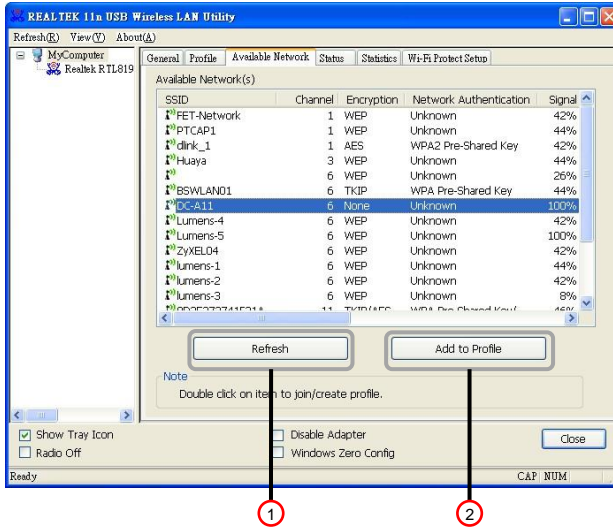 REALTEK 11n USB Wireless LAN Utility
Refresh(R) View(V) About(A)
MyComputer
Realtek RTL819
General Profile Available Network Status Statistics Wi-Fi Protect Setup
Available Network(s)
SSID Channel Encryption Network Authentication Signal
FET-Network 1 WEP Unknown 42%
PTCAP1 1 WEP Unknown 44%
dlink_1 1 AES WPA2 Pre-Shared Key 42%
Huaya 3 WEP Unknown 44%
6 WEP Unknown 26%
BSWLAN01 6 TKIP WPA Pre-Shared Key 44%
DC-A11 6 None Unknown 100%
Lumens-4 6 WEP Unknown 42%
Lumens-5 6 WEP Unknown 100%
ZyXEL04 6 WEP Unknown 42%
lumens-1 6 WEP Unknown 44%
lumens-2 6 WEP Unknown 42%
lumens-3 6 WEP Unknown 8%
Refresh Add to Profile
Note
Double click on item to join/create profile.
Show Tray Icon Disable Adapter Close
Radio Off Windows Zero Config
Ready CAP NUM
1 2